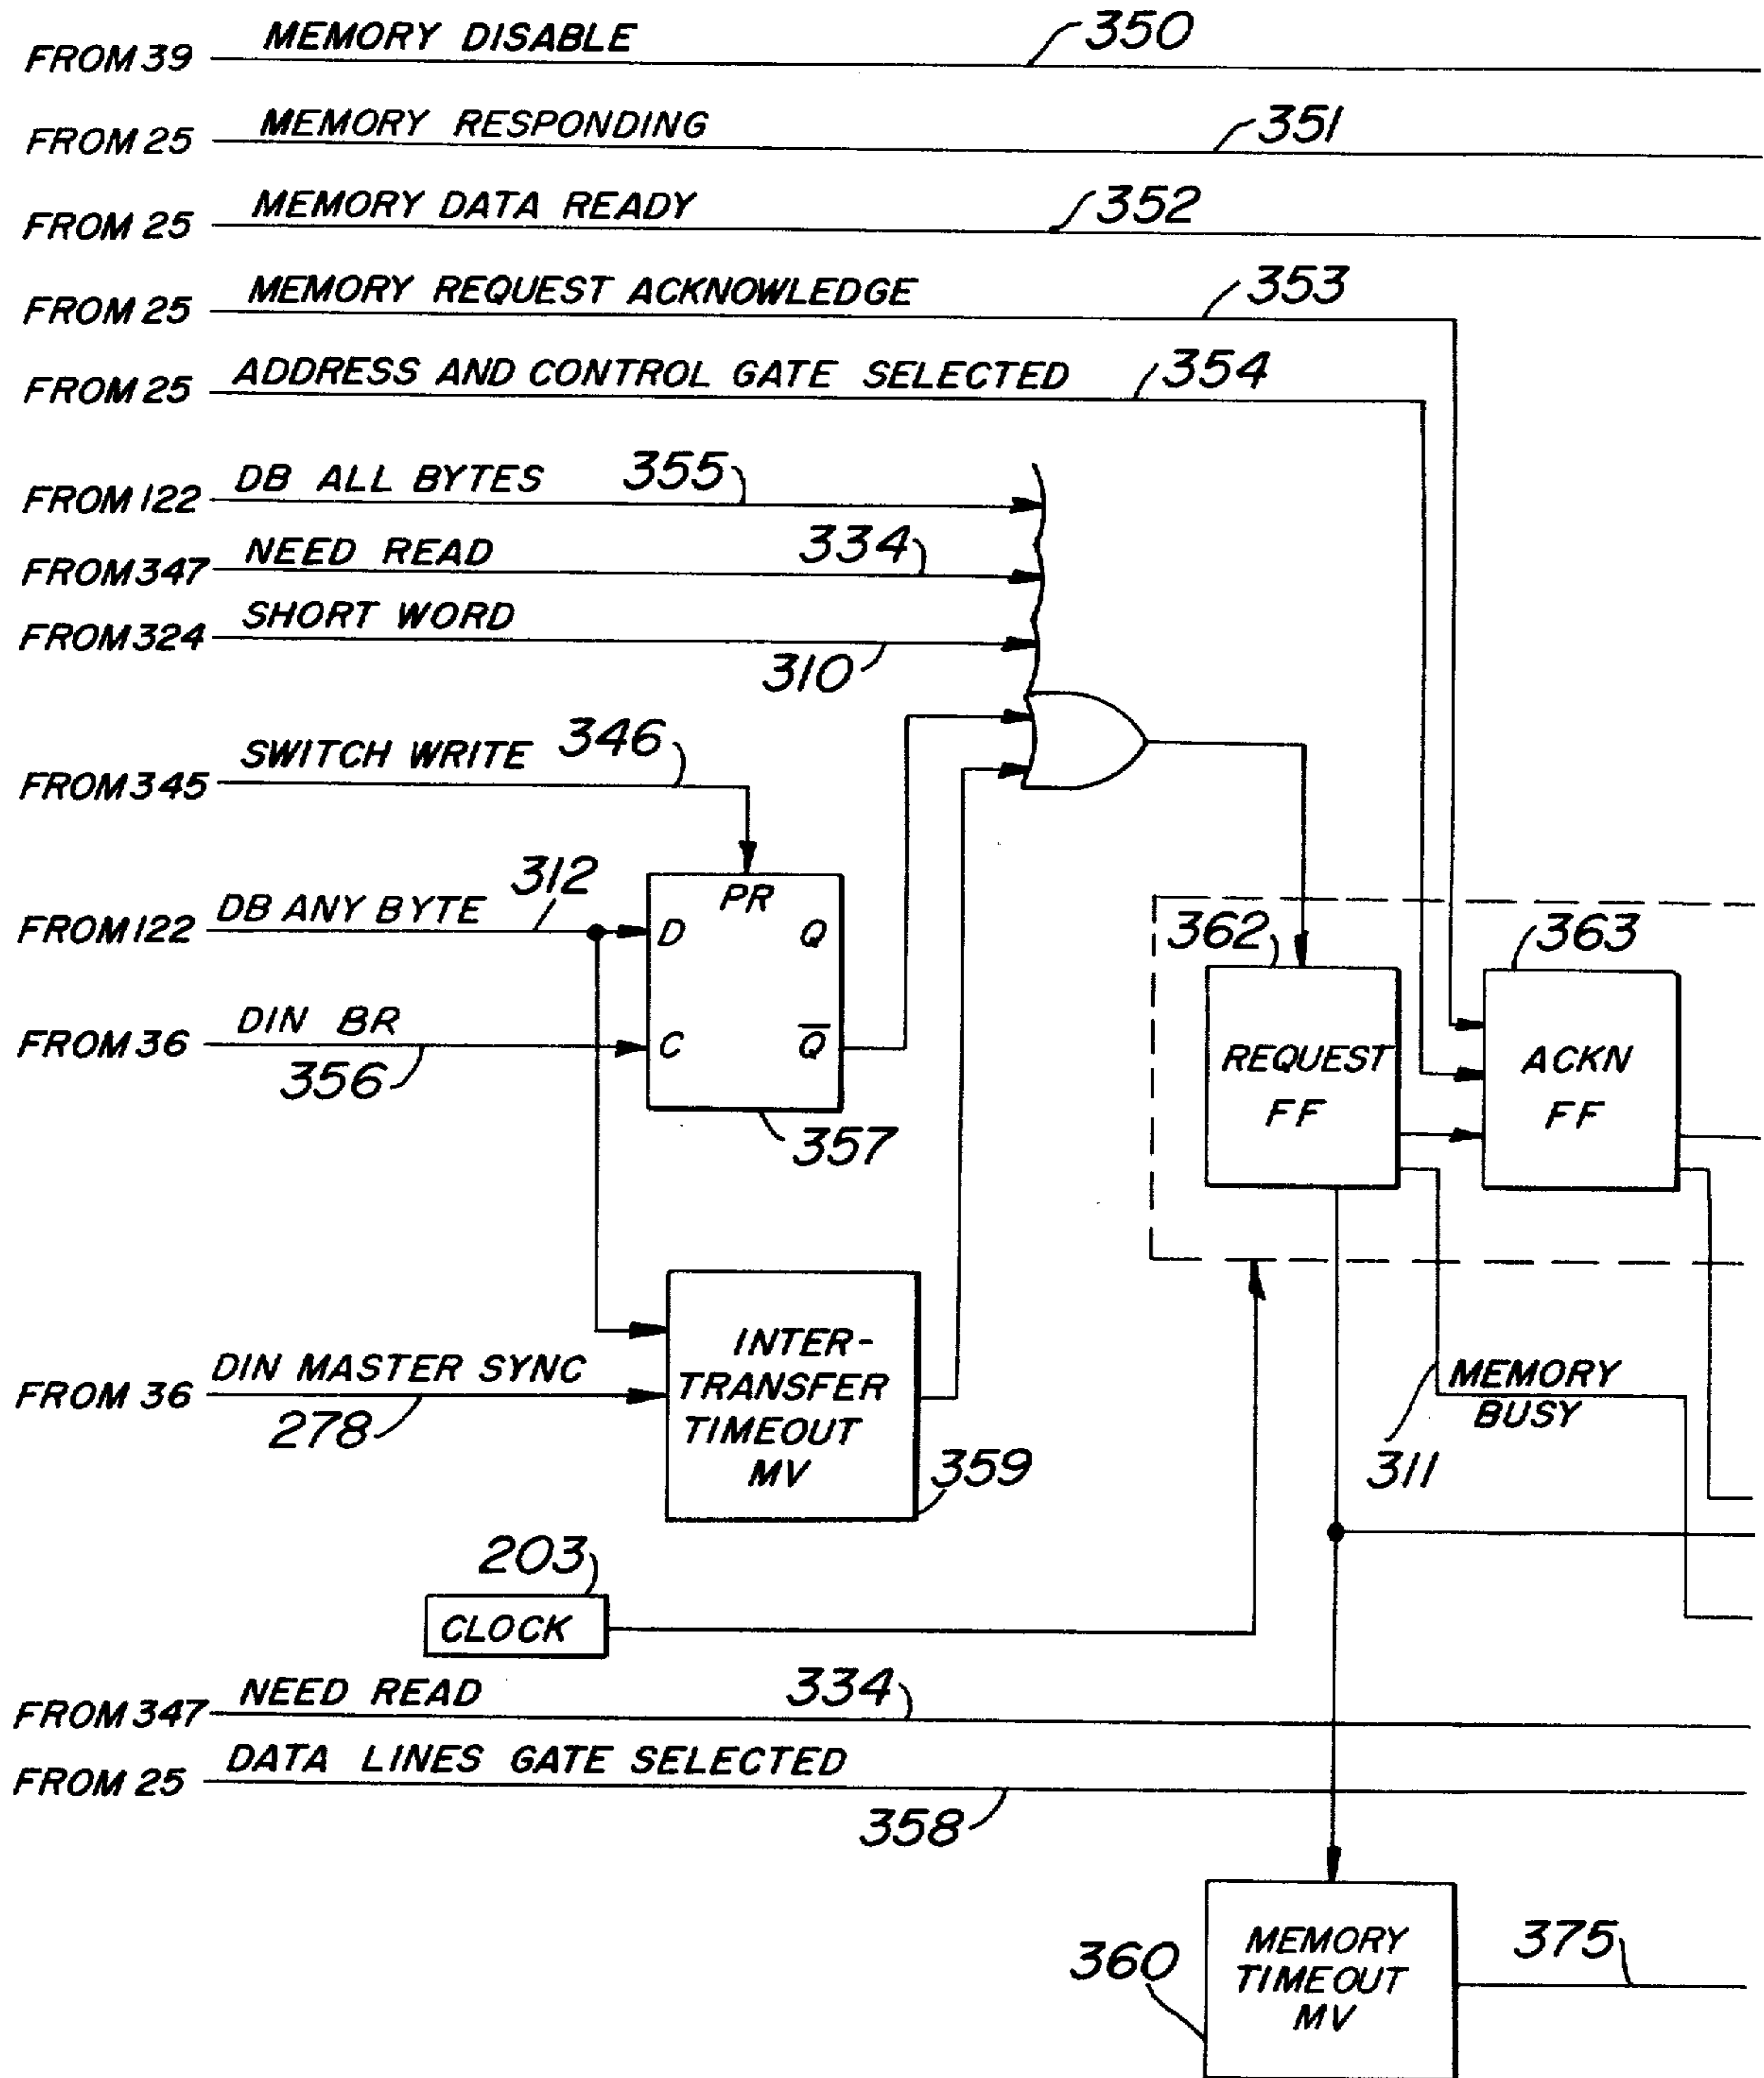 FROM 39 MEMORY DISABLE 350
FROM 25 MEMORY RESPONDING 351
FROM 25 MEMORY DATA READY 352
FROM 25 MEMORY REQUEST ACKNOWLEDGE 353
FROM 25 ADDRESS AND CONTROL GATE SELECTED 354
FROM 122 DB ALL BYTES 355
FROM 347 NEED READ 334
FROM 324 SHORT WORD
310
FROM 345 SWITCH WRITE 346
FROM 122 DB ANY BYTE 312
PR
D Q
FROM 36 DIN BR
356
C Q̅
357
362
REQUEST
FF
363
ACKN
FF
FROM 36 DIN MASTER SYNC
278
INTER-
TRANSFER
TIMEOUT
MV
359
MEMORY
BUSY
311
203
CLOCK
FROM 347 NEED READ 334
FROM 25 DATA LINES GATE SELECTED
358
360
MEMORY
TIMEOUT
MV
375